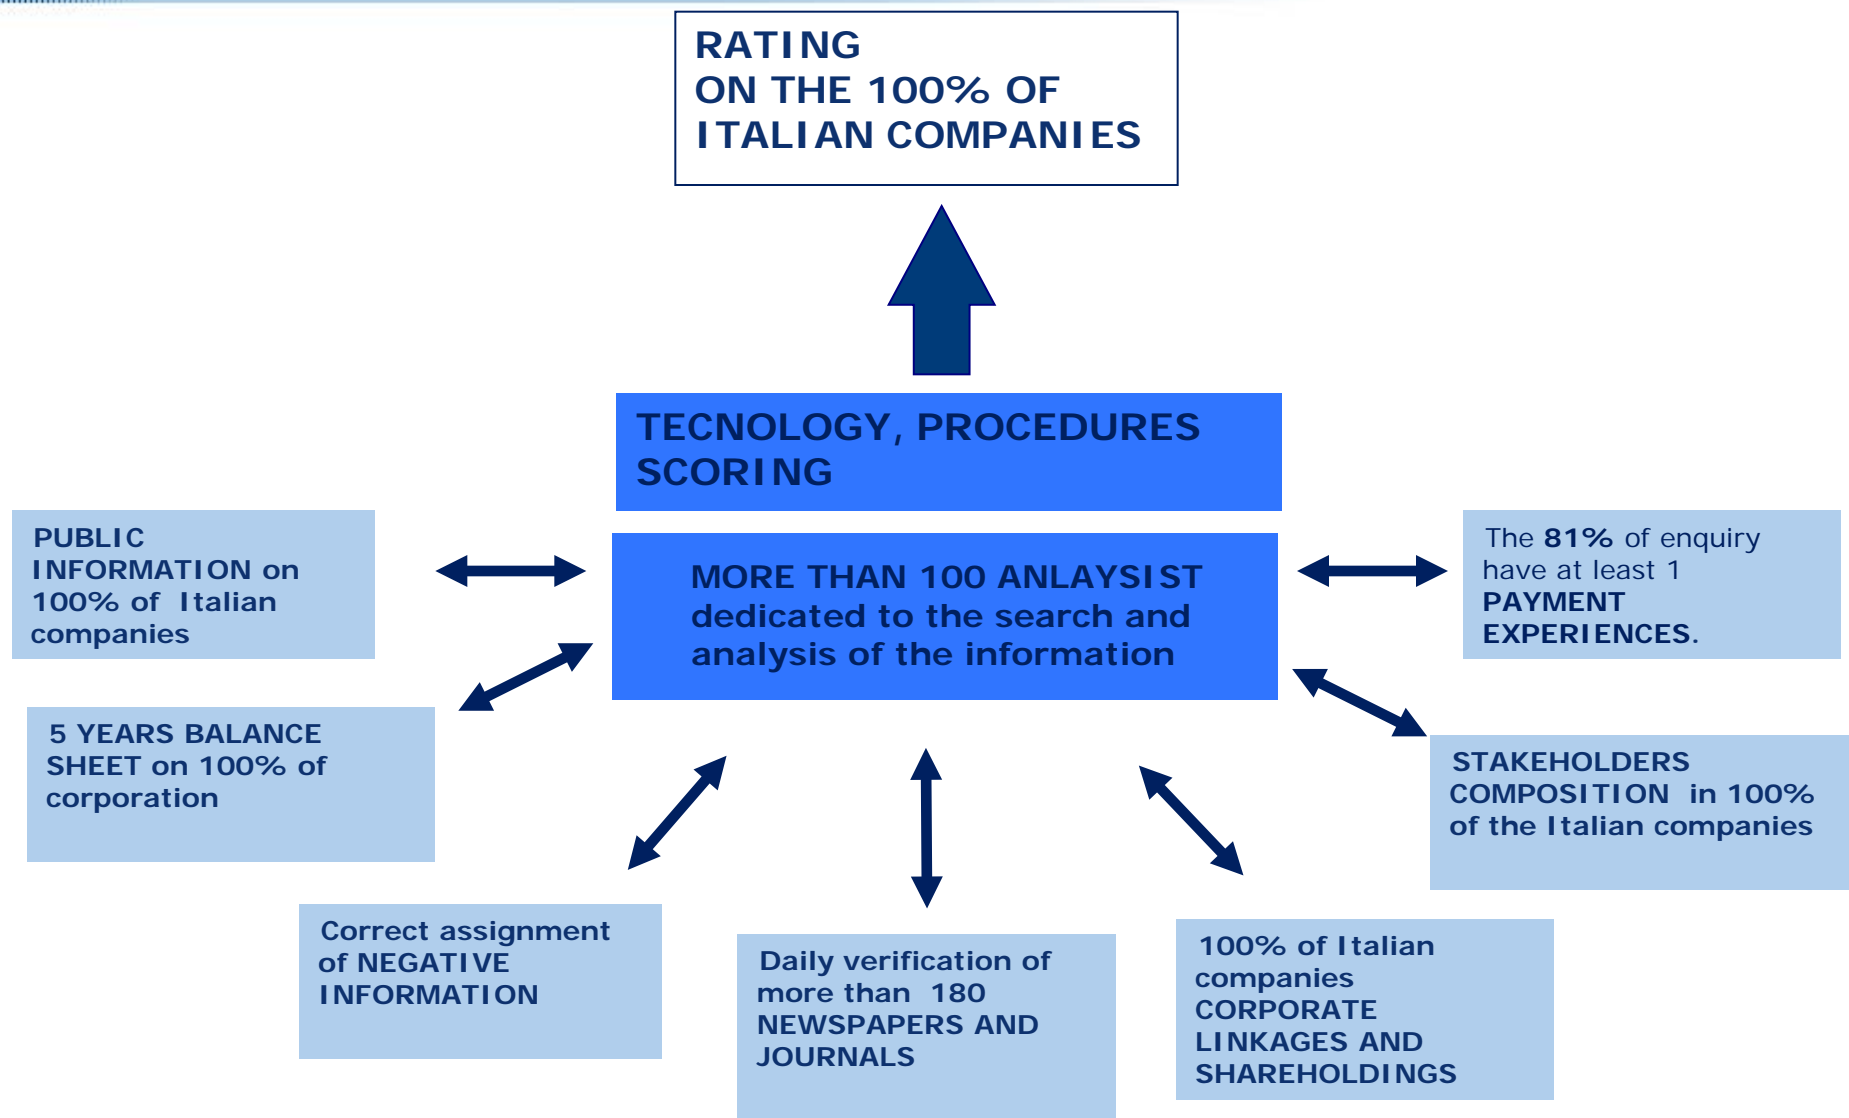 RATING
ON THE 100% OF
ITALIAN COMPANIES
TECNOLOGY, PROCEDURES
SCORING
MORE THAN 100 ANLAYSIST
dedicated to the search and
analysis of the information
PUBLIC
INFORMATION on
100% of Italian
companies
The 81% of enquiry
have at least 1
PAYMENT
EXPERIENCES.
5 YEARS BALANCE
SHEET on 100% of
corporation
STAKEHOLDERS
COMPOSITION in 100%
of the Italian companies
Correct assignment
of NEGATIVE
INFORMATION
Daily verification of
more than 180
NEWSPAPERS AND
JOURNALS
100% of Italian
companies
CORPORATE
LINKAGES AND
SHAREHOLDINGS